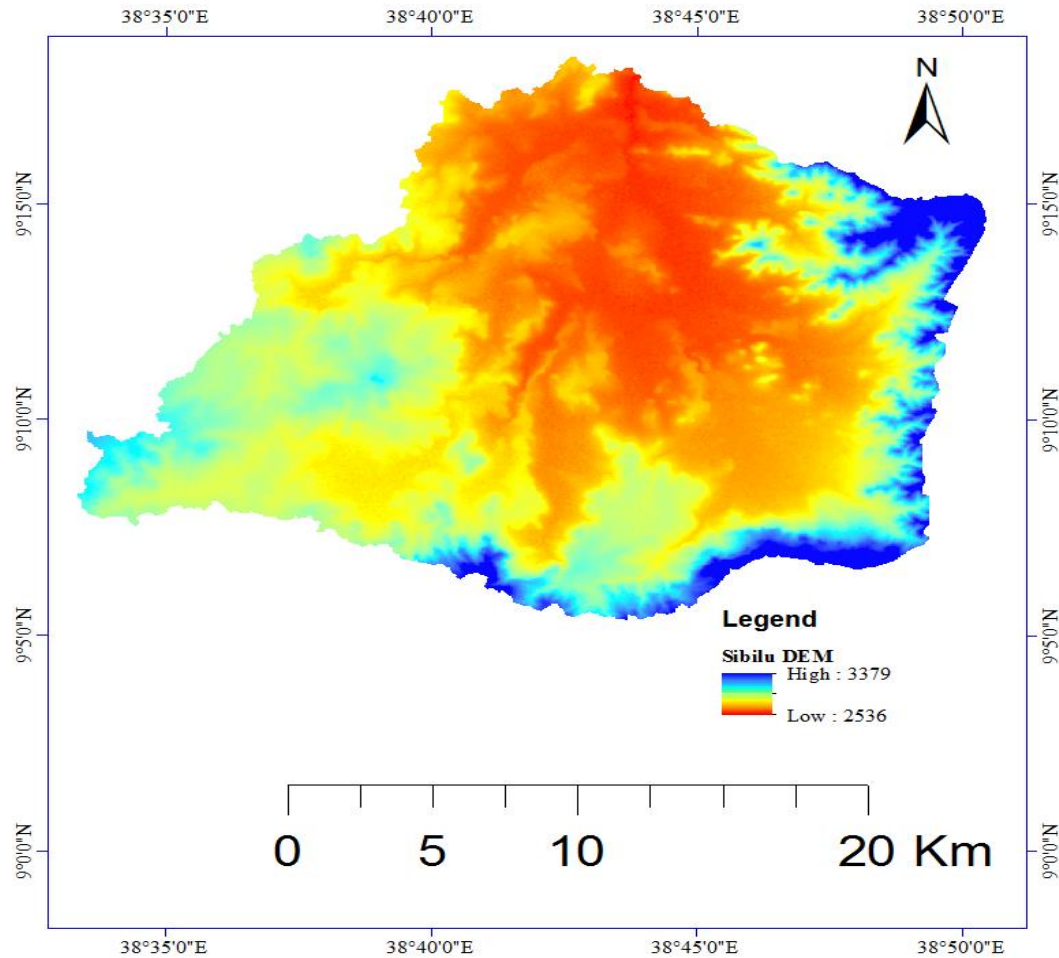 38°35'0"E 38°40'0"E 38°45'0"E 38°50'0"E
N
9°15'0"N 9°15'0"N
9°10'0"N 9°10'0"N
9°5'0"N 9°5'0"N
Legend
Sibilu DEM
High : 3379
Low : 2536
0 5 10 20 Km
9°0'0"N 9°0'0"N
38°35'0"E 38°40'0"E 38°45'0"E 38°50'0"E